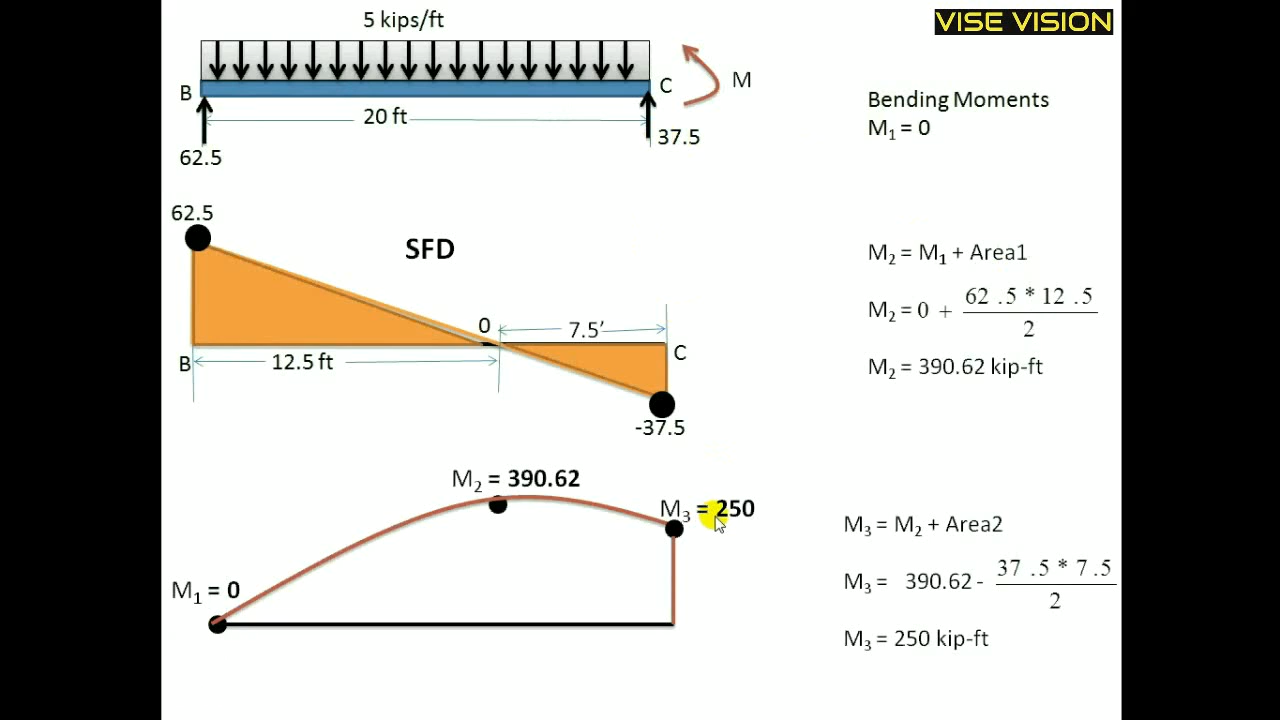 VISE VISION
5 kips/ft
B
C
M
20 ft
62.5
37.5
Bending Moments
M₁ = 0
62.5
SFD
0
7.5’
B
12.5 ft
C
-37.5
M₂ = M₁ + Area1
M₂ = 0 + 62 .5 * 12 .5
2
M₂ = 390.62 kip-ft
M₂ = 390.62
M₃ = 250
M₁ = 0
M₃ = M₂ + Area2
M₃ = 390.62 - 37 .5 * 7 .5
2
M₃ = 250 kip-ft